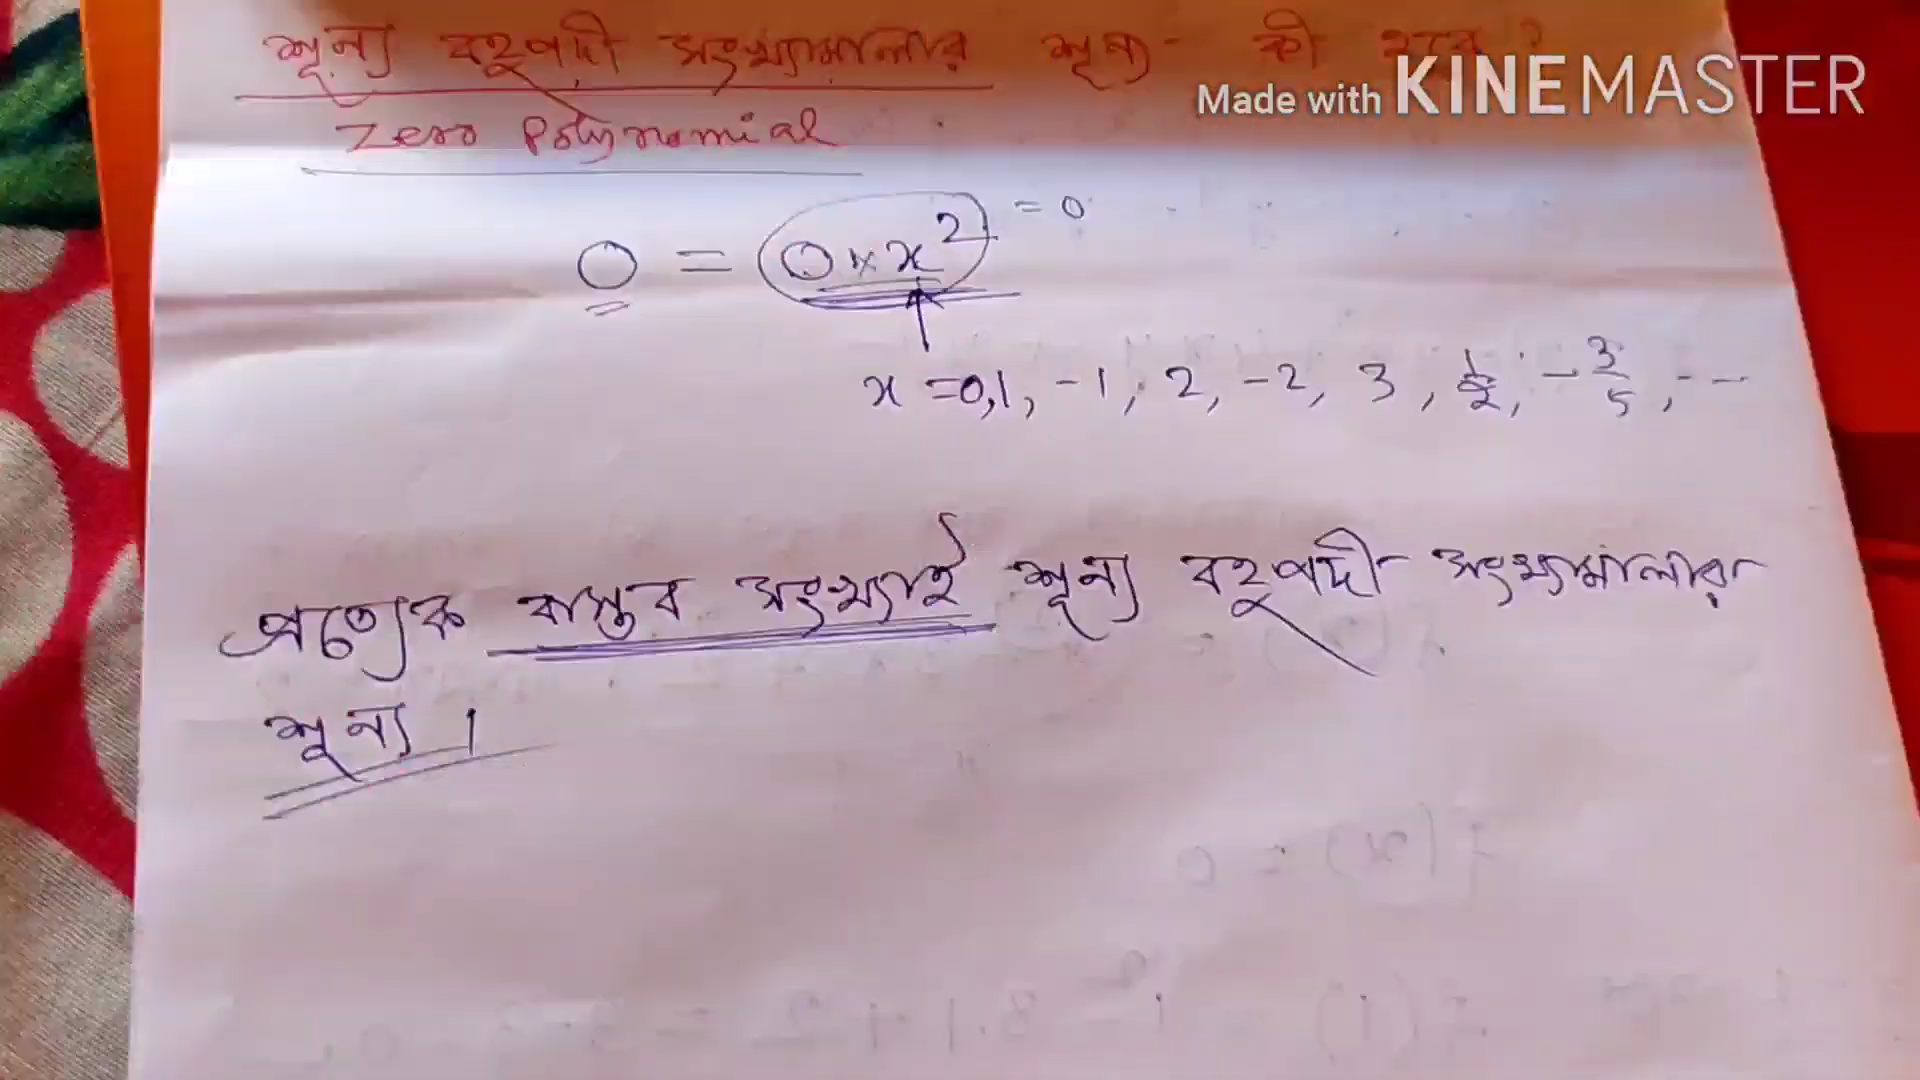 শূন্য বহুপদী সংখ্যামালার শূন্য কী হবে?
Made with KINEMASTER
Zero Polynomial
0 = 0 × x² = 0
x = 0, 1, -1, 2, -2, 3, 1/2, -3/5, - -
প্রত্যেক বাস্তব সংখ্যাই শূন্য বহুপদী সংখ্যামালার
শূন্য ।